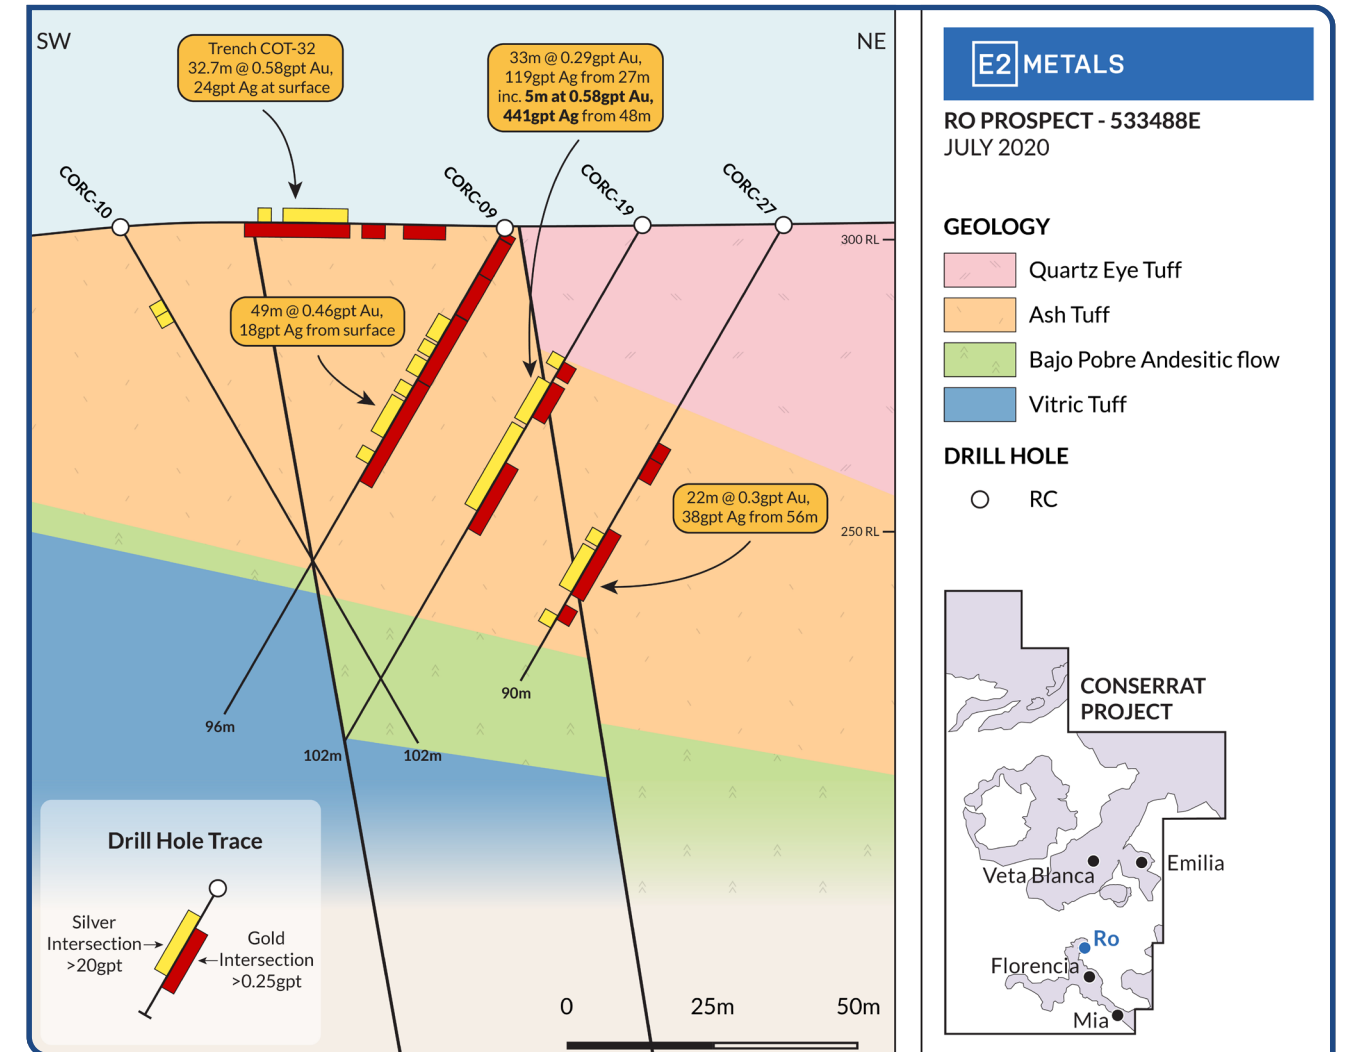 SW
NE
Trench COT-32
32.7m @ 0.58gpt Au,
24gpt Ag at surface
33m @ 0.29gpt Au,
119gpt Ag from 27m
inc. 5m at 0.58gpt Au,
441gpt Ag from 48m
CORC-10
CORC-09
CORC-19
CORC-27
300 RL
49m @ 0.46gpt Au,
18gpt Ag from surface
22m @ 0.3gpt Au,
38gpt Ag from 56m
250 RL
90m
96m
102m
102m
Drill Hole Trace
Silver
Intersection
>20gpt
Gold
Intersection
>0.25gpt
0
25m
50m
E2 METALS
RO PROSPECT - 533488E
JULY 2020
GEOLOGY
Quartz Eye Tuff
Ash Tuff
Bajo Pobre Andesitic flow
Vitric Tuff
DRILL HOLE
RC
CONSERRAT
PROJECT
Veta Blanca
Emilia
Ro
Florencia
Mia